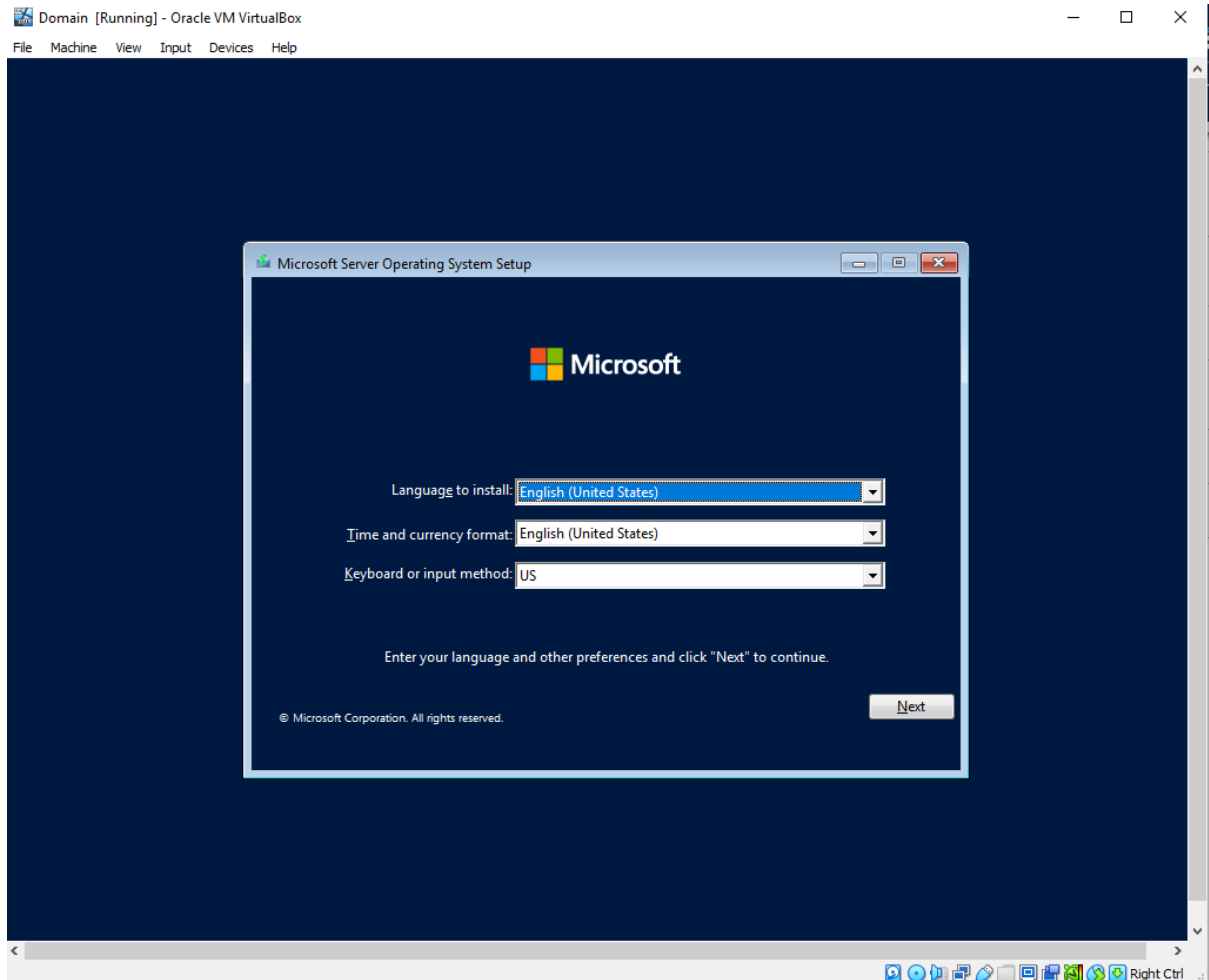 Domain [Running] - Oracle VM VirtualBox
File Machine View Input Devices Help
Microsoft Server Operating System Setup
Microsoft
Language to install: English (United States)
Time and currency format: English (United States)
Keyboard or input method: US
Enter your language and other preferences and click "Next" to continue.
Next
© Microsoft Corporation. All rights reserved.
Right Ctrl